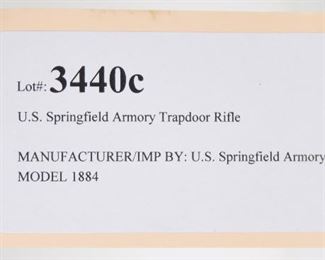 Lot#: 3440c
U.S. Springfield Armory Trapdoor Rifle
MANUFACTURER/IMP BY: U.S. Springfield Armory
MODEL 1884